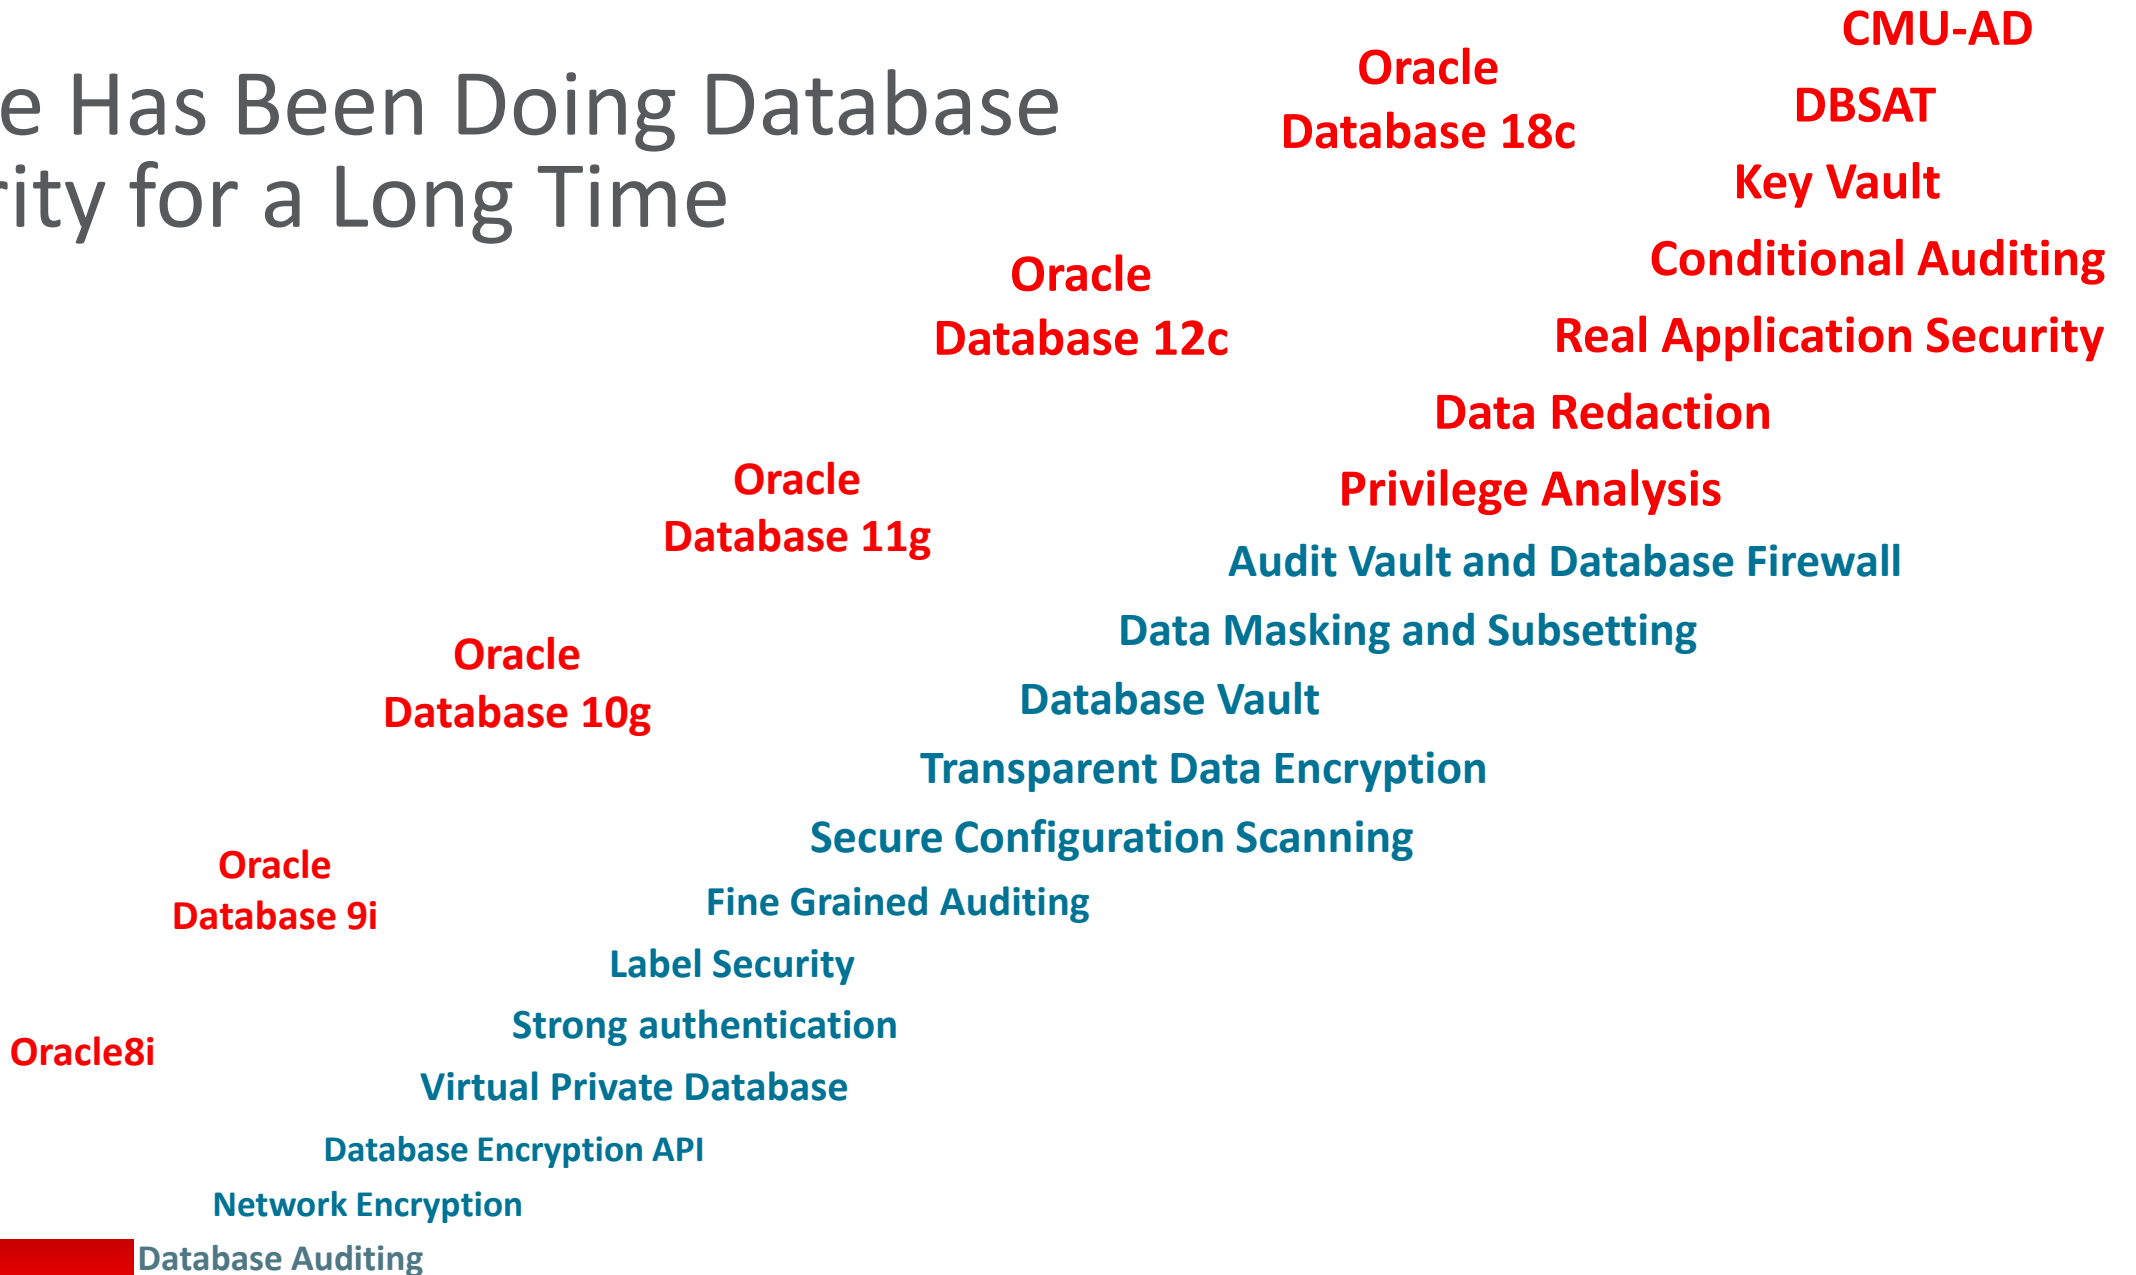 e Has Been Doing Database
rity for a Long Time
Oracle
Database 18c
Oracle
Database 12c
Oracle
Database 11g
Oracle
Database 10g
Oracle
Database 9i
Oracle8i
CMU-AD
DBSAT
Key Vault
Conditional Auditing
Real Application Security
Data Redaction
Privilege Analysis
Audit Vault and Database Firewall
Data Masking and Subsetting
Database Vault
Transparent Data Encryption
Secure Configuration Scanning
Fine Grained Auditing
Label Security
Strong authentication
Virtual Private Database
Database Encryption API
Network Encryption
Database Auditing